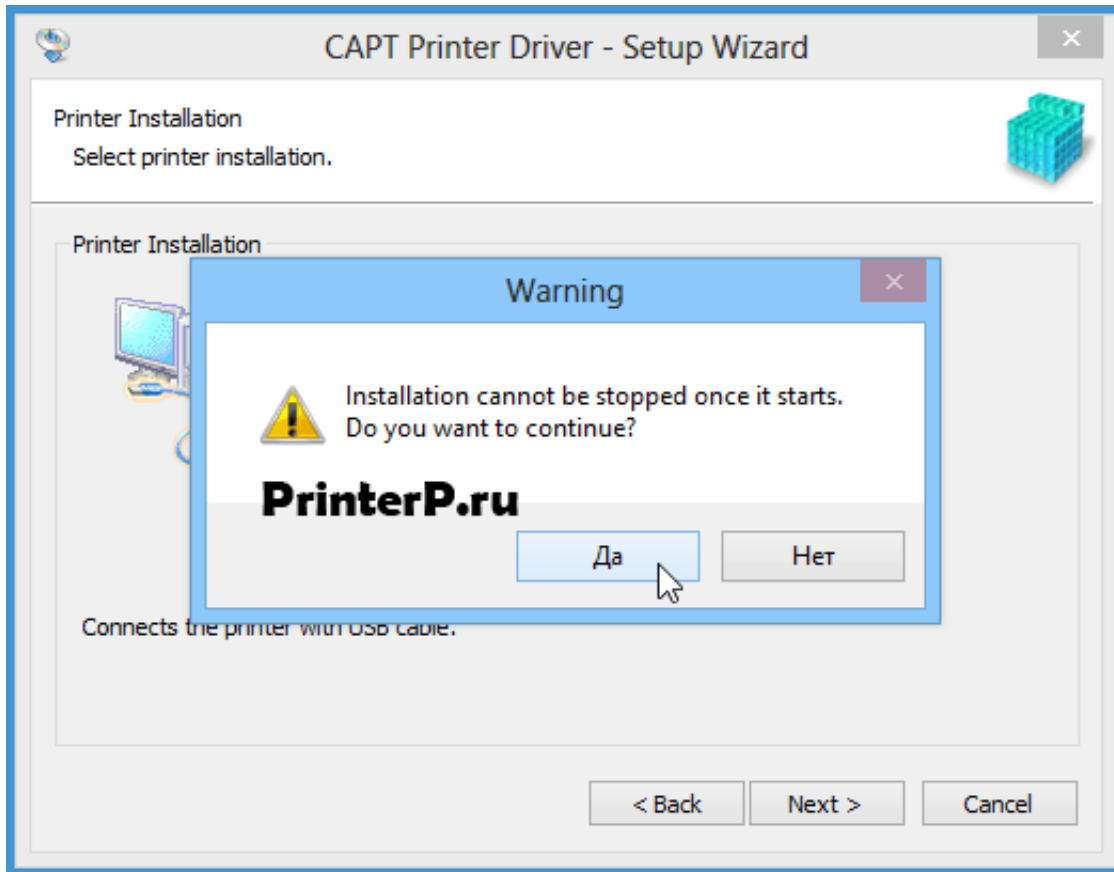 CAPT Printer Driver - Setup Wizard
Printer Installation
Select printer installation.
Printer Installation
Warning
Installation cannot be stopped once it starts.
Do you want to continue?
PrinterP.ru
Да
Нет
Connects the printer with USB cable.
< Back
Next >
Cancel